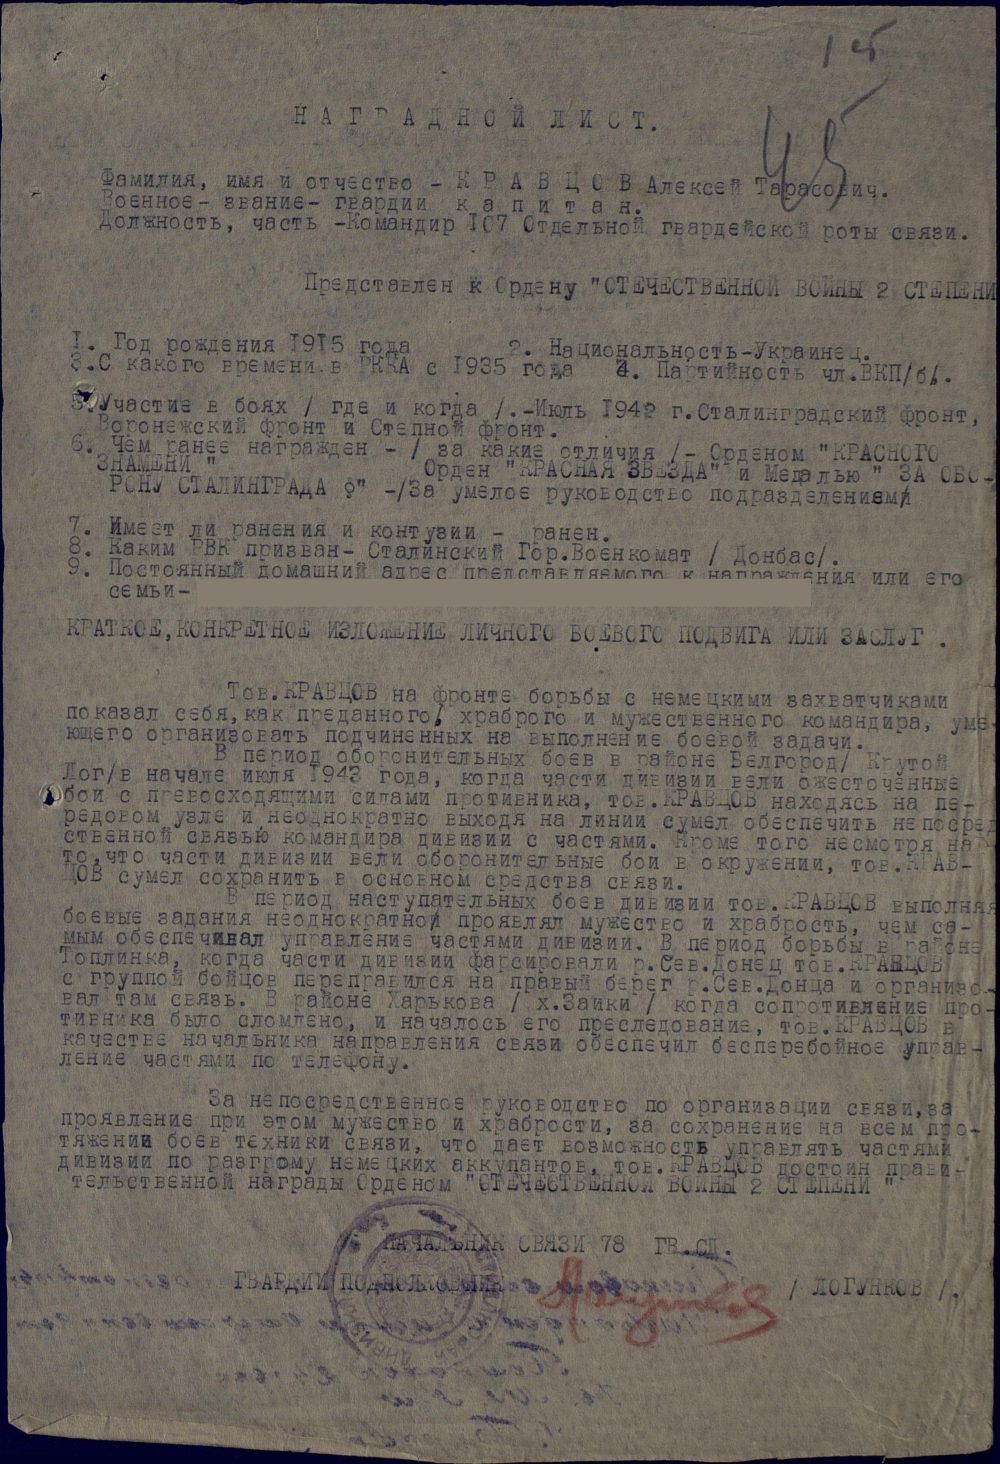 15
45
НАГРАДНОЙ ЛИСТ.
Фамилия, имя и отчество - КРАВЦОВ Алексей Тарасович.
Военное- звание- гвардии капитан.
Должность, часть -Командир 107 Отдельной гвардейской роты связи.
Представлен к Ордену "ОТЕЧЕСТВЕННОЙ ВОЙНЫ 2 СТЕПЕНИ
1. Год рождения 1915 года 2. Национальность-Украинец.
3.С какого времени.в РККА с 1935 года 4. Партийность чл.ВКП/б/.
5.Участие в боях / где и когда /.-Июль 1942 г.Сталинградский фронт,
Воронежский фронт и Степной фронт.
6. Чем ранее награжден - / за какие отличия /- Орденом "КРАСНОГО
ЗНАМЕНИ " Орден "КРАСНАЯ ЗВЕЗДА" и Медалью " ЗА ОБО-
РОНУ СТАЛИНГРАДА " -/За умелое руководство подразделениями
7. Имеет ли ранения и контузии - ранен.
8. Каким РВК призван- Сталинский Гор.Военкомат / Донбас/.
9. Постоянный домашний адрес представляемого к награждения или его
семьи-
КРАТКОЕ,КОНКРЕТНОЕ ИЗЛОЖЕНИЕ ЛИЧНОГО БОЕВОГО ПОДВИГА ИЛИ ЗАСЛУГ .
Тов.КРАВЦОВ на фронте борьбы с немецкими захватчиками
показал себя,как преданного, храброго и мужественного командира, уме-
ющего организовать подчиненных на выполнение боевой задачи.
В период оборонительных боев в районе Белгород/ Крутой
Лог/в начале июля 1943 года, когда части дивизии вели ожесточенные
бои с превосходящими силами противника, тов.КРАВЦОВ находясь на пе-
редовом узле и неоднократно выходя на линии сумел обеспечить непосред
ственной связью командира дивизии с частями. Кроме того несмотря на
то,что части дивизии вели оборонительные бои в окружении, тов.КРАВ-
ЦОВ сумел сохранить в основном средства связи.
В период наступательных боев дивизии тов.КРАВЦОВ выполняя
боевые задания неоднократно проявлял мужество и храбрость, чем са-
мым обеспечивал управление частями дивизии. В период борьбы в районе
Топлинка, когда части дивизии фарсировали р.Сев.Донец тов.КРАВЦОВ
с группой бойцов переправился на правый берег р.Сев.Донца и организо-
вал там связь. В районе Харькова / х.Заики / когда сопротивление про-
тивника было сломлено, и началось его преследование, тов.КРАВЦОВ в
качестве начальника направления связи обеспечил бесперебойное управ-
ление частями по телефону.
За непосредственное руководство по организации связи,за
проявление при этом мужество и храбрости, за сохранение на всем про-
тяжении боев техники связи, что дает возможность управлять частями
дивизии по разгрому немецких аккупантов, тов.КРАВЦОВ достоин прави-
тельственной награды Орденом "ОТЕЧЕСТВЕННОЙ ВОЙНЫ 2 СТЕПЕНИ "
НАЧАЛЬНИК СВЯЗИ 78 ГВ.СД.
ГВАРДИИ ПОДПОЛКОВНИК / ЛОГУНКОВ /.